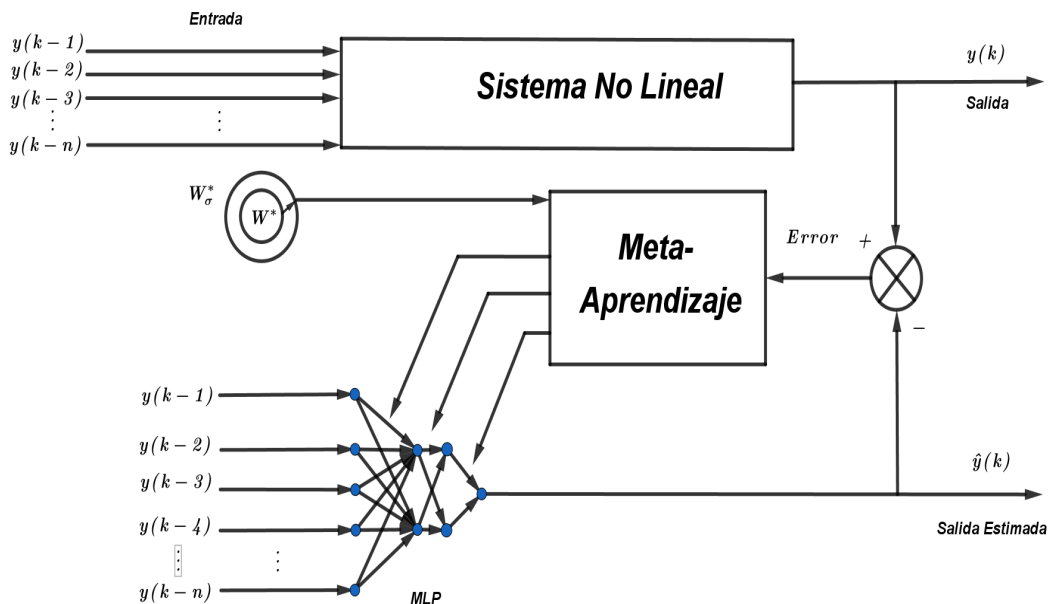 Entrada
y(k − 1)
y(k − 2)
y(k − 3)
⋮ ⋮
y(k − n)
Sistema No Lineal
y(k)
Salida
W*σ
W*
Meta-
Aprendizaje
Error
+
−
y(k − 1)
y(k − 2)
y(k − 3)
y(k − 4)
⋮ ⋮
y(k − n)
MLP
ŷ(k)
Salida Estimada